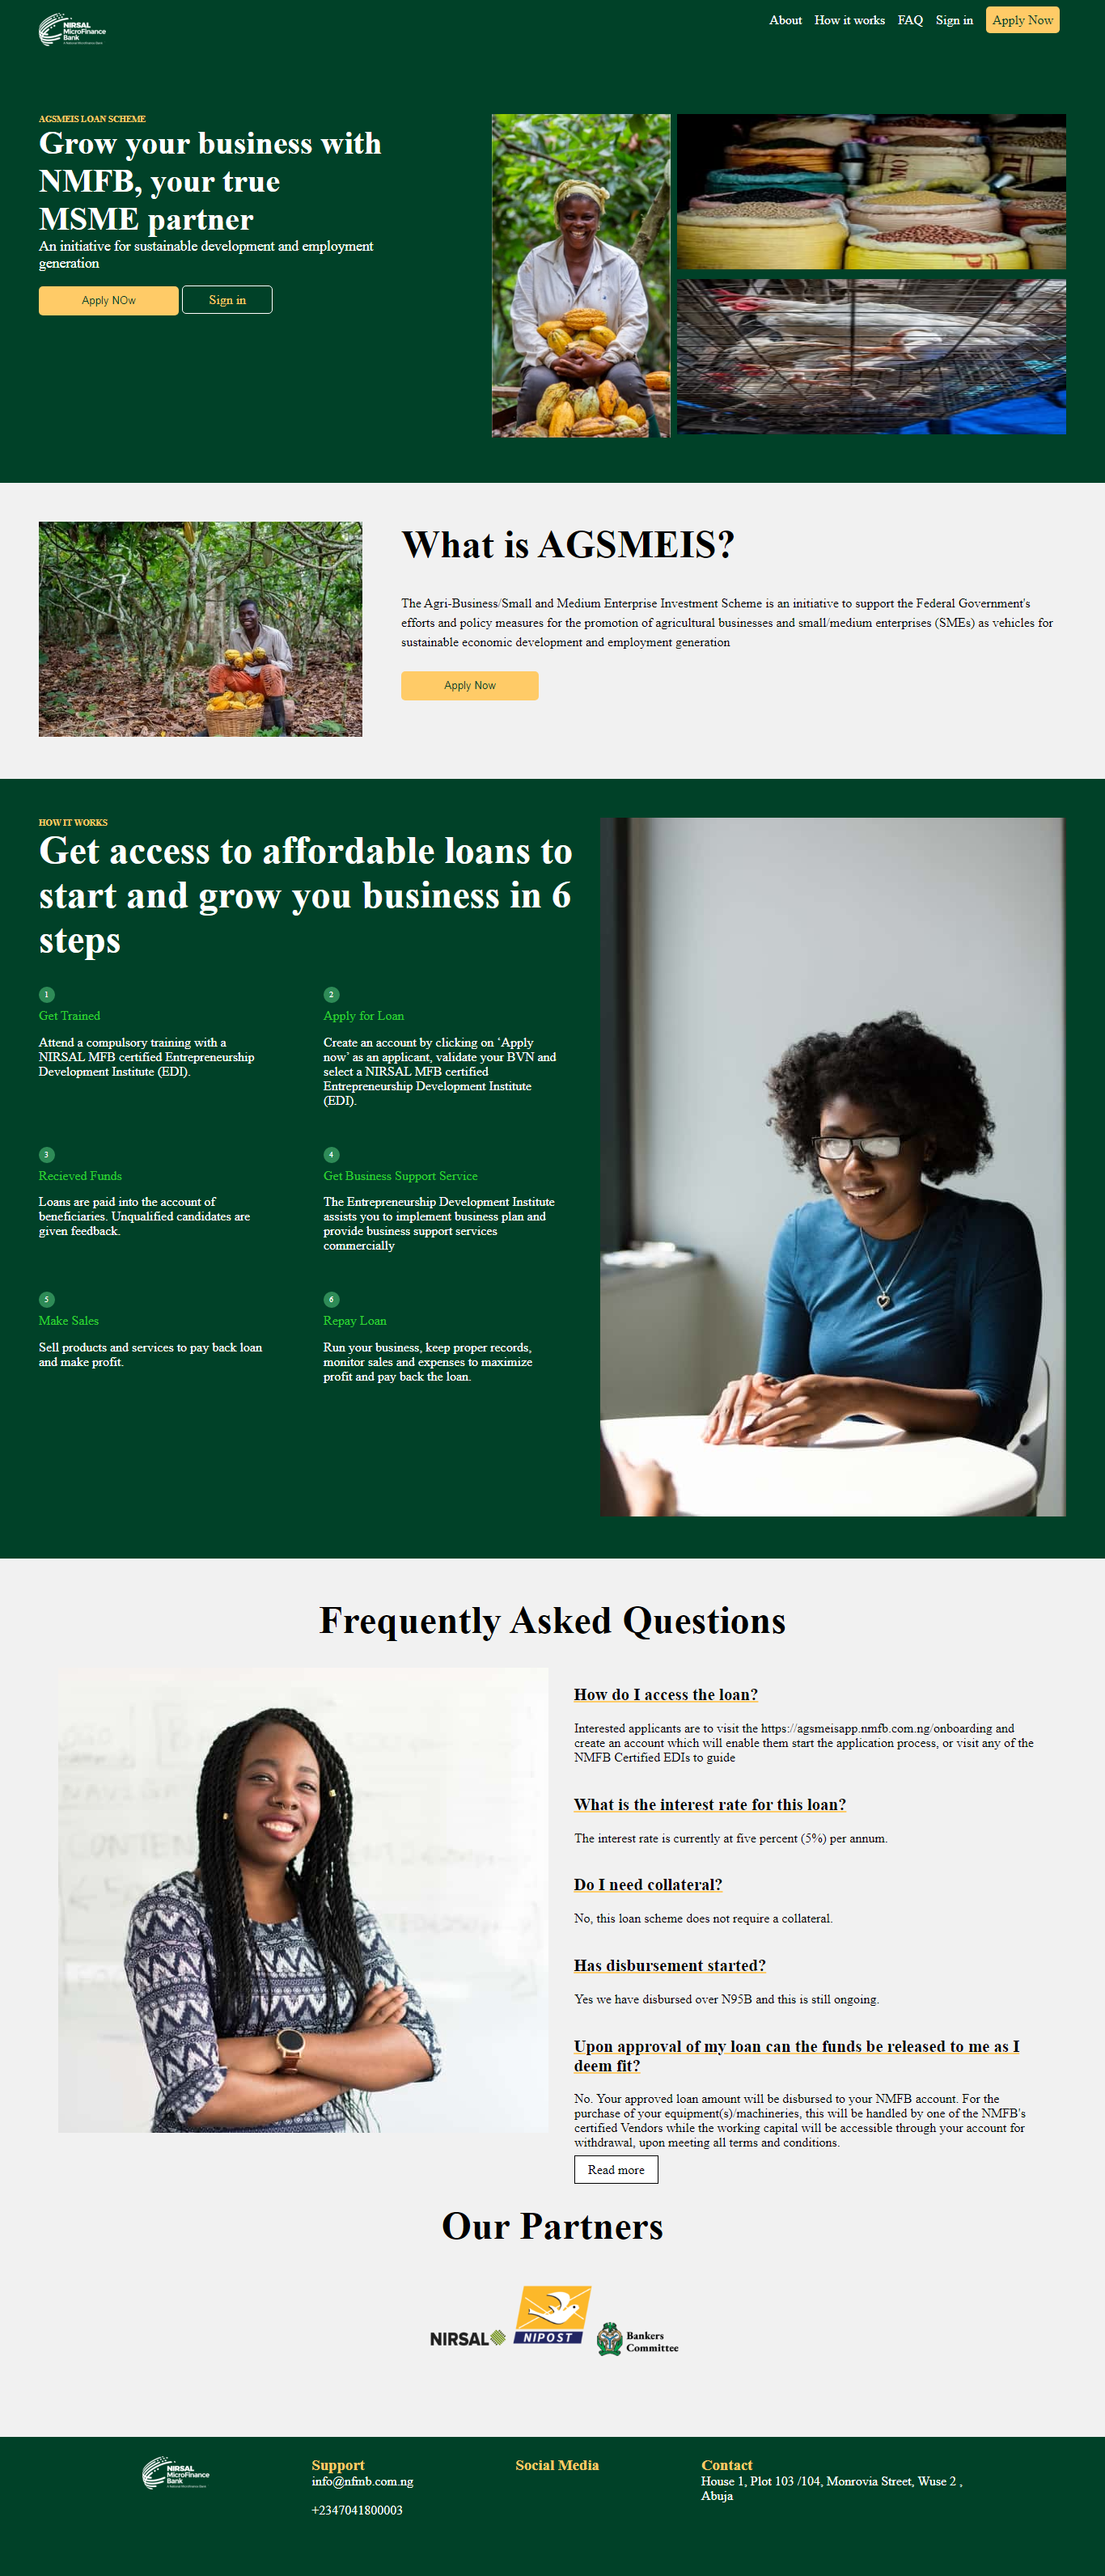 NIRSAL
MicroFinance
Bank
About How it works FAQ Sign in Apply Now
AGSMEIS LOAN SCHEME
Grow your business with
NMFB, your true
MSME partner
An initiative for sustainable development and employment
generation
Apply NOw Sign in
What is AGSMEIS?
The Agri-Business/Small and Medium Enterprise Investment Scheme is an initiative to support the Federal Government's
efforts and policy measures for the promotion of agricultural businesses and small/medium enterprises (SMEs) as vehicles for
sustainable economic development and employment generation
Apply Now
HOW IT WORKS
Get access to affordable loans to
start and grow you business in 6
steps
1
Get Trained
Attend a compulsory training with a
NIRSAL MFB certified Entrepreneurship
Development Institute (EDI).
2
Apply for Loan
Create an account by clicking on ‘Apply
now’ as an applicant, validate your BVN and
select a NIRSAL MFB certified
Entrepreneurship Development Institute
(EDI).
3
Recieved Funds
Loans are paid into the account of
beneficiaries. Unqualified candidates are
given feedback.
4
Get Business Support Service
The Entrepreneurship Development Institute
assists you to implement business plan and
provide business support services
commercially
5
Make Sales
Sell products and services to pay back loan
and make profit.
6
Repay Loan
Run your business, keep proper records,
monitor sales and expenses to maximize
profit and pay back the loan.
Frequently Asked Questions
How do I access the loan?
Interested applicants are to visit the https://agsmeisapp.nmfb.com.ng/onboarding and
create an account which will enable them start the application process, or visit any of the
NMFB Certified EDIs to guide
What is the interest rate for this loan?
The interest rate is currently at five percent (5%) per annum.
Do I need collateral?
No, this loan scheme does not require a collateral.
Has disbursement started?
Yes we have disbursed over N95B and this is still ongoing.
Upon approval of my loan can the funds be released to me as I
deem fit?
No. Your approved loan amount will be disbursed to your NMFB account. For the
purchase of your equipment(s)/machineries, this will be handled by one of the NMFB's
certified Vendors while the working capital will be accessible through your account for
withdrawal, upon meeting all terms and conditions.
Read more
Our Partners
NIRSAL
NIPOST
Bankers
Committee
NIRSAL
MicroFinance
Bank
Support
info@nfmb.com.ng
+2347041800003
Social Media
Contact
House 1, Plot 103 /104, Monrovia Street, Wuse 2 ,
Abuja